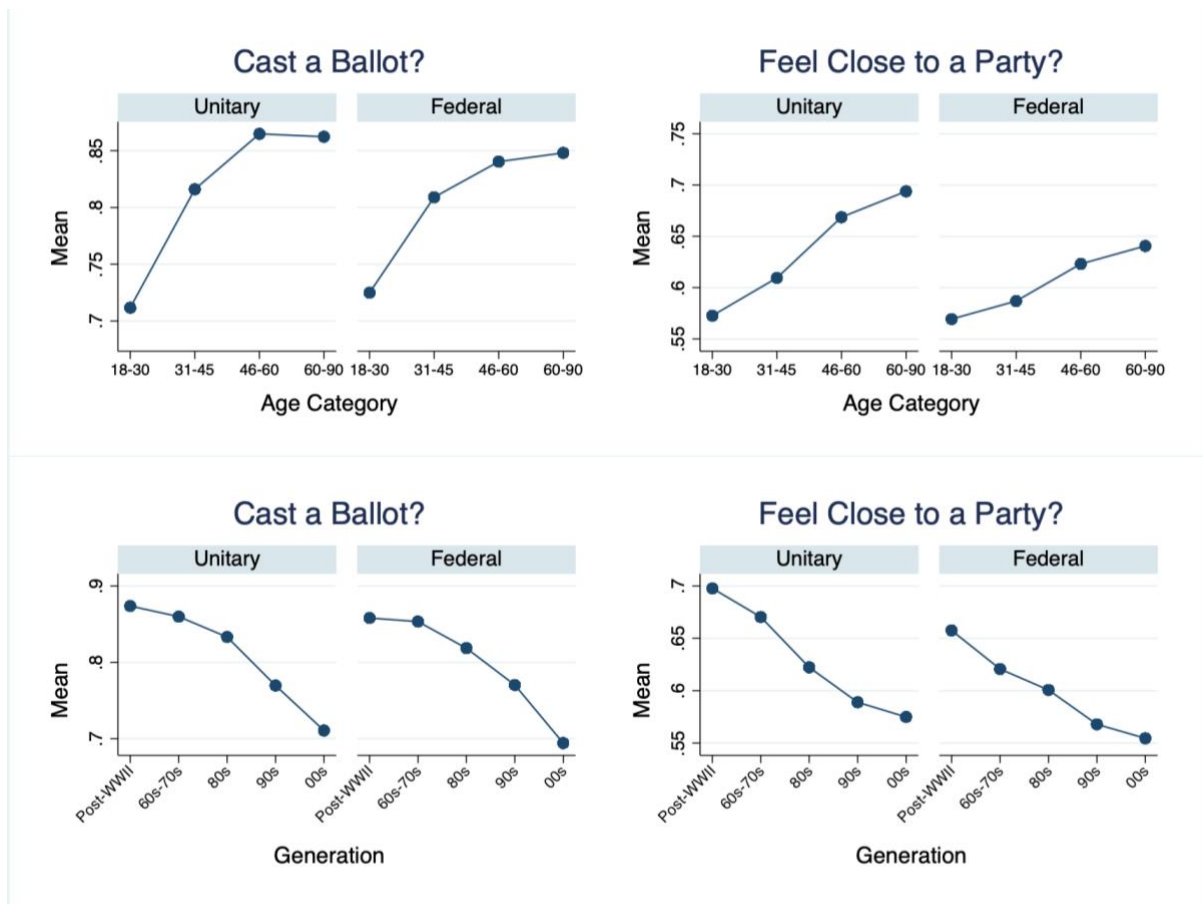 Cast a Ballot?
Unitary Federal
.85
.8
.75
.7
Mean
18-30 31-45 46-60 60-90 18-30 31-45 46-60 60-90
Age Category
Feel Close to a Party?
Unitary Federal
.75
.7
.65
.6
.55
Mean
18-30 31-45 46-60 60-90 18-30 31-45 46-60 60-90
Age Category
Cast a Ballot?
Unitary Federal
.9
.8
.7
Mean
Post-WWII 60s-70s 80s 90s 00s Post-WWII 60s-70s 80s 90s 00s
Generation
Feel Close to a Party?
Unitary Federal
.7
.65
.6
.55
Mean
Post-WWII 60s-70s 80s 90s 00s Post-WWII 60s-70s 80s 90s 00s
Generation